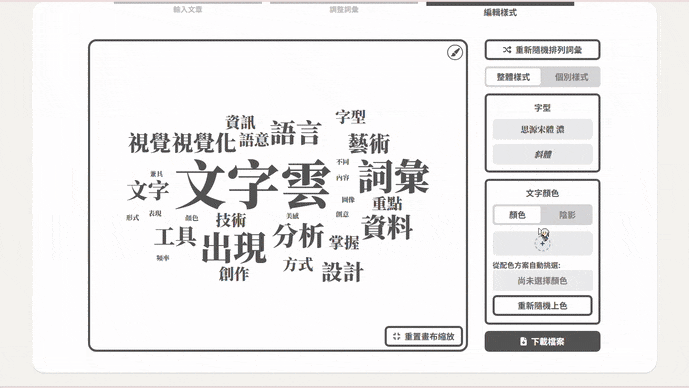 輸入文章
調整詞彙
編輯樣式
重新隨機排列詞彙
整體樣式
個別樣式
字型
思源宋體 濃
斜體
文字顏色
顏色
陰影
從配色方案自動挑選:
尚未選擇顏色
重新隨機上色
下載檔案
重置畫布縮放
資訊
語言
字型
視覺視覺化
語意
藝術
兼具
文字
文字雲
不同
內容
詞彙
形式
表現
顏色
技術
美感
圖像
創意
重點
資料
工具
出現
分析
掌握
頻率
創作
方式
設計